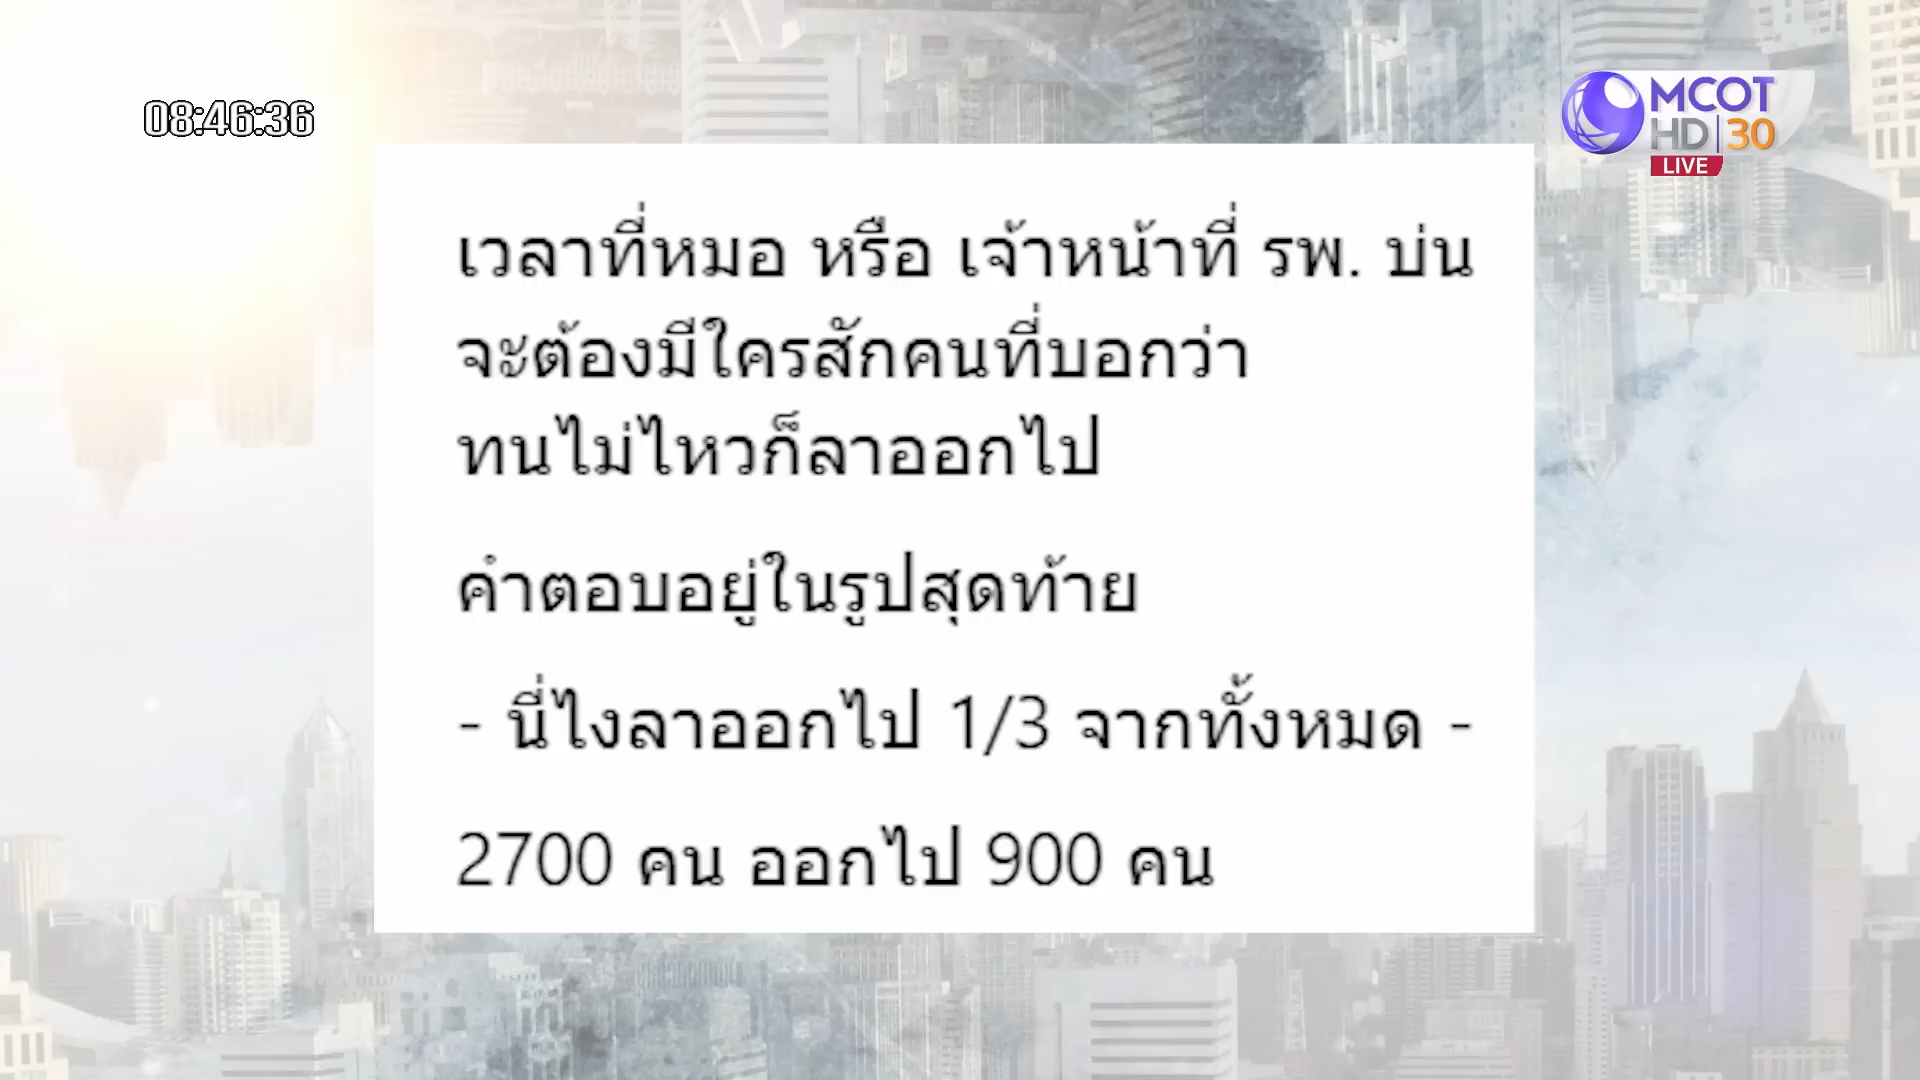 08:46:36
MCOT
HD 30
LIVE
เวลาที่หมอ หรือ เจ้าหน้าที่ รพ. บ่น
จะต้องมีใครสักคนที่บอกว่า
ทนไม่ไหวก็ลาออกไป
คำตอบอยู่ในรูปสุดท้าย
- นี่ไงลาออกไป 1/3 จากทั้งหมด -
2700 คน ออกไป 900 คน